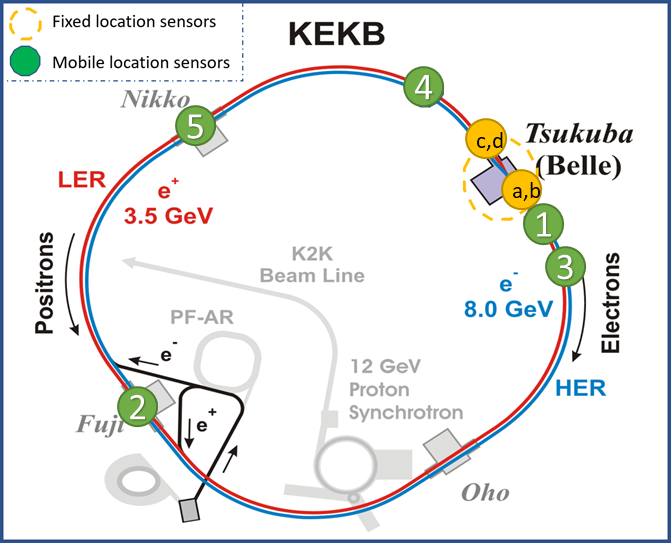 Fixed location sensors
Mobile location sensors
KEKB
Nikko
5
4
c,d
Tsukuba
(Belle)
a,b
LER
e+
3.5 GeV
1
3
Positrons
K2K
Beam Line
e-
8.0 GeV
Electrons
PF-AR
e-
12 GeV
Proton
Synchrotron
HER
2
Fuji
e+
Oho